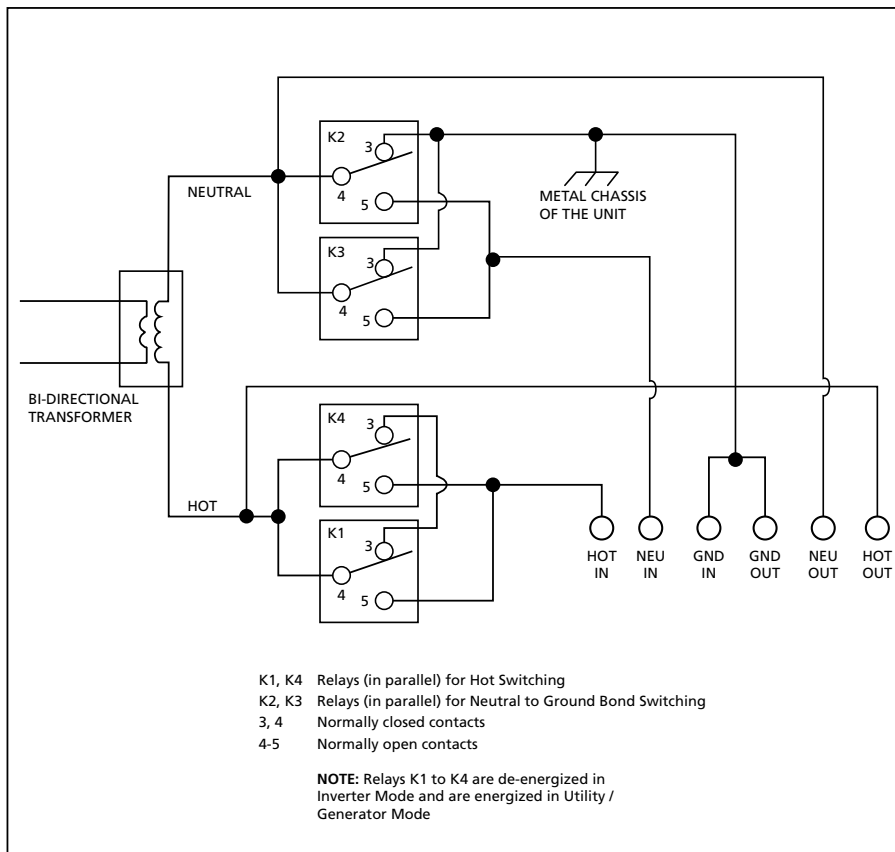 K2
3
4
5
NEUTRAL
METAL CHASSIS
OF THE UNIT
K3
3
4
5
BI-DIRECTIONAL
TRANSFORMER
K4
3
4
5
HOT
K1
3
4
5
HOT
IN
NEU
IN
GND
IN
GND
OUT
NEU
OUT
HOT
OUT
K1, K4 Relays (in parallel) for Hot Switching
K2, K3 Relays (in parallel) for Neutral to Ground Bond Switching
3, 4 Normally closed contacts
4-5 Normally open contacts
NOTE: Relays K1 to K4 are de-energized in
Inverter Mode and are energized in Utility /
Generator Mode